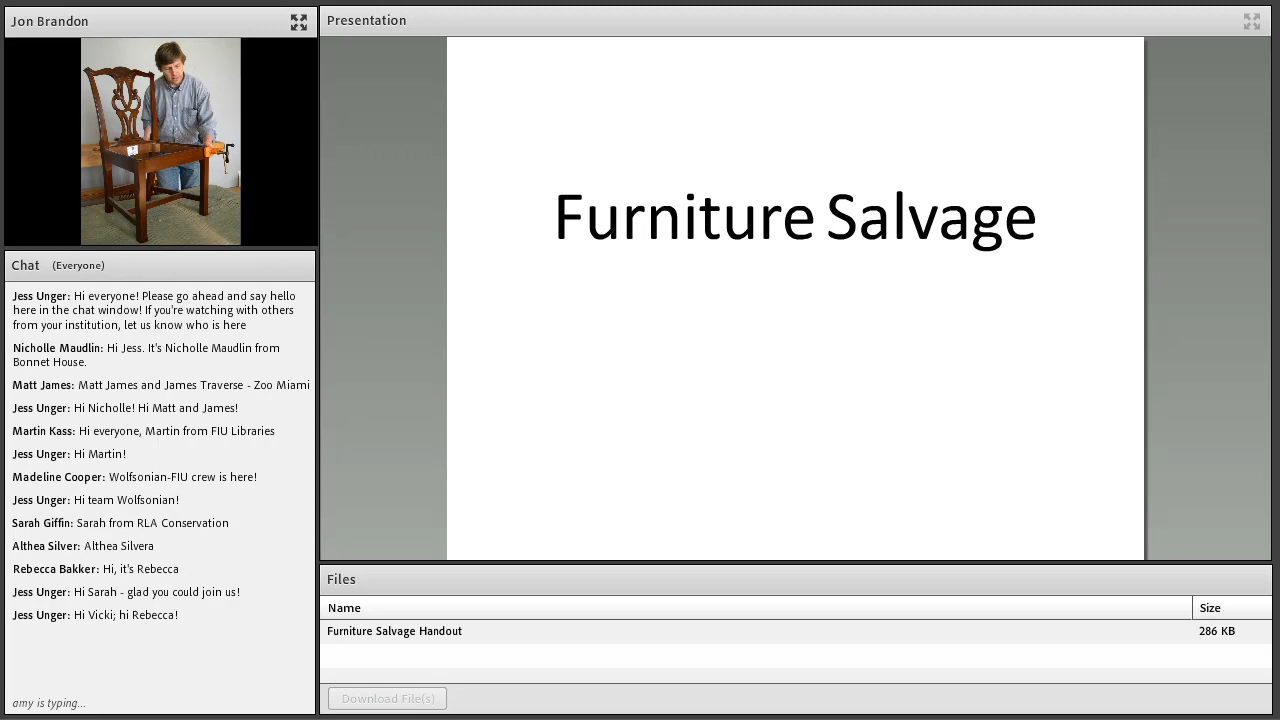 Jon Brandon
Presentation
Furniture Salvage
Chat (Everyone)
Jess Unger: Hi everyone! Please go ahead and say hello
here in the chat window! If you're watching with others
from your institution, let us know who is here
Nicholle Maudlin: Hi Jess. It's Nicholle Maudlin from
Bonnet House.
Matt James: Matt James and James Traverse - Zoo Miami
Jess Unger: Hi Nicholle! Hi Matt and James!
Martin Kass: Hi everyone, Martin from FIU Libraries
Jess Unger: Hi Martin!
Madeline Cooper: Wolfsonian-FIU crew is here!
Jess Unger: Hi team Wolfsonian!
Sarah Giffin: Sarah from RLA Conservation
Althea Silver: Althea Silvera
Rebecca Bakker: Hi, it's Rebecca
Jess Unger: Hi Sarah - glad you could join us!
Jess Unger: Hi Vicki; hi Rebecca!
amy is typing...
Files
Name Size
Furniture Salvage Handout 286 KB
Download File(s)